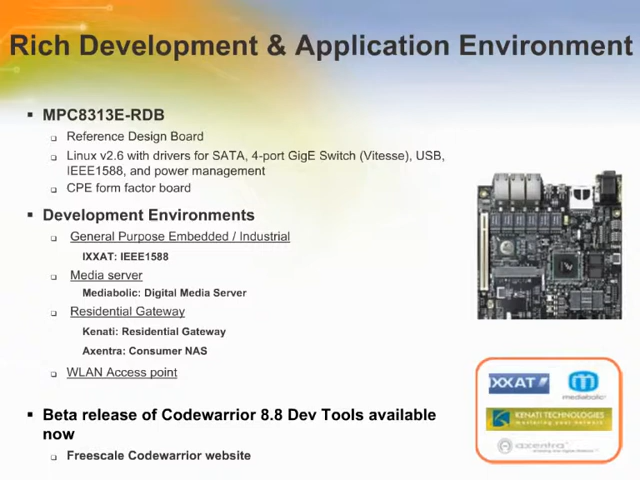 Rich Development & Application Environment
MPC8313E-RDB
Reference Design Board
Linux v2.6 with drivers for SATA, 4-port GigE Switch (Vitesse), USB,
IEEE1588, and power management
CPE form factor board
Development Environments
General Purpose Embedded / Industrial
IXXAT: IEEE1588
Media server
Mediabolic: Digital Media Server
Residential Gateway
Kenati: Residential Gateway
Axentra: Consumer NAS
WLAN Access point
Beta release of Codewarrior 8.8 Dev Tools available
now
Freescale Codewarrior website
IXXAT
mediabolic
KENATI TECHNOLOGIES
mastering your network
axentra